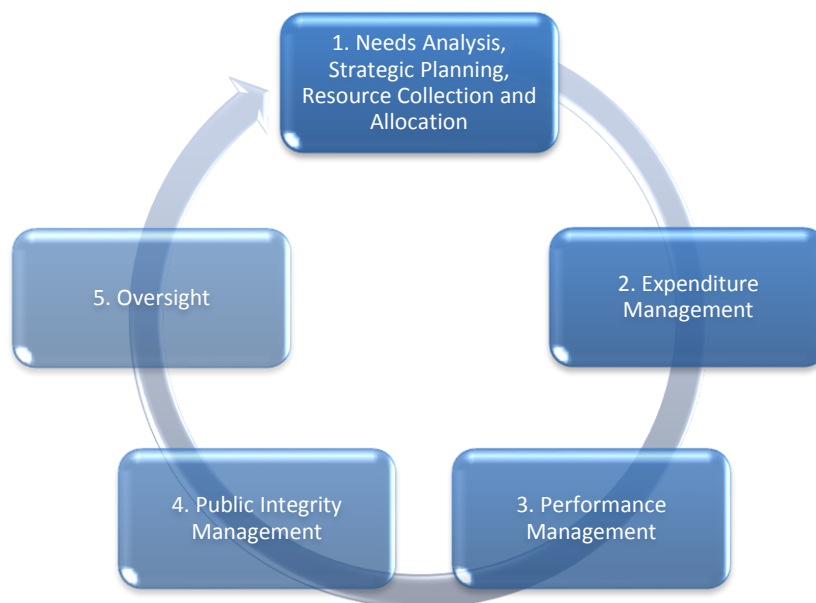 1. Needs Analysis,
Strategic Planning,
Resource Collection and
Allocation
2. Expenditure
Management
3. Performance
Management
4. Public Integrity
Management
5. Oversight